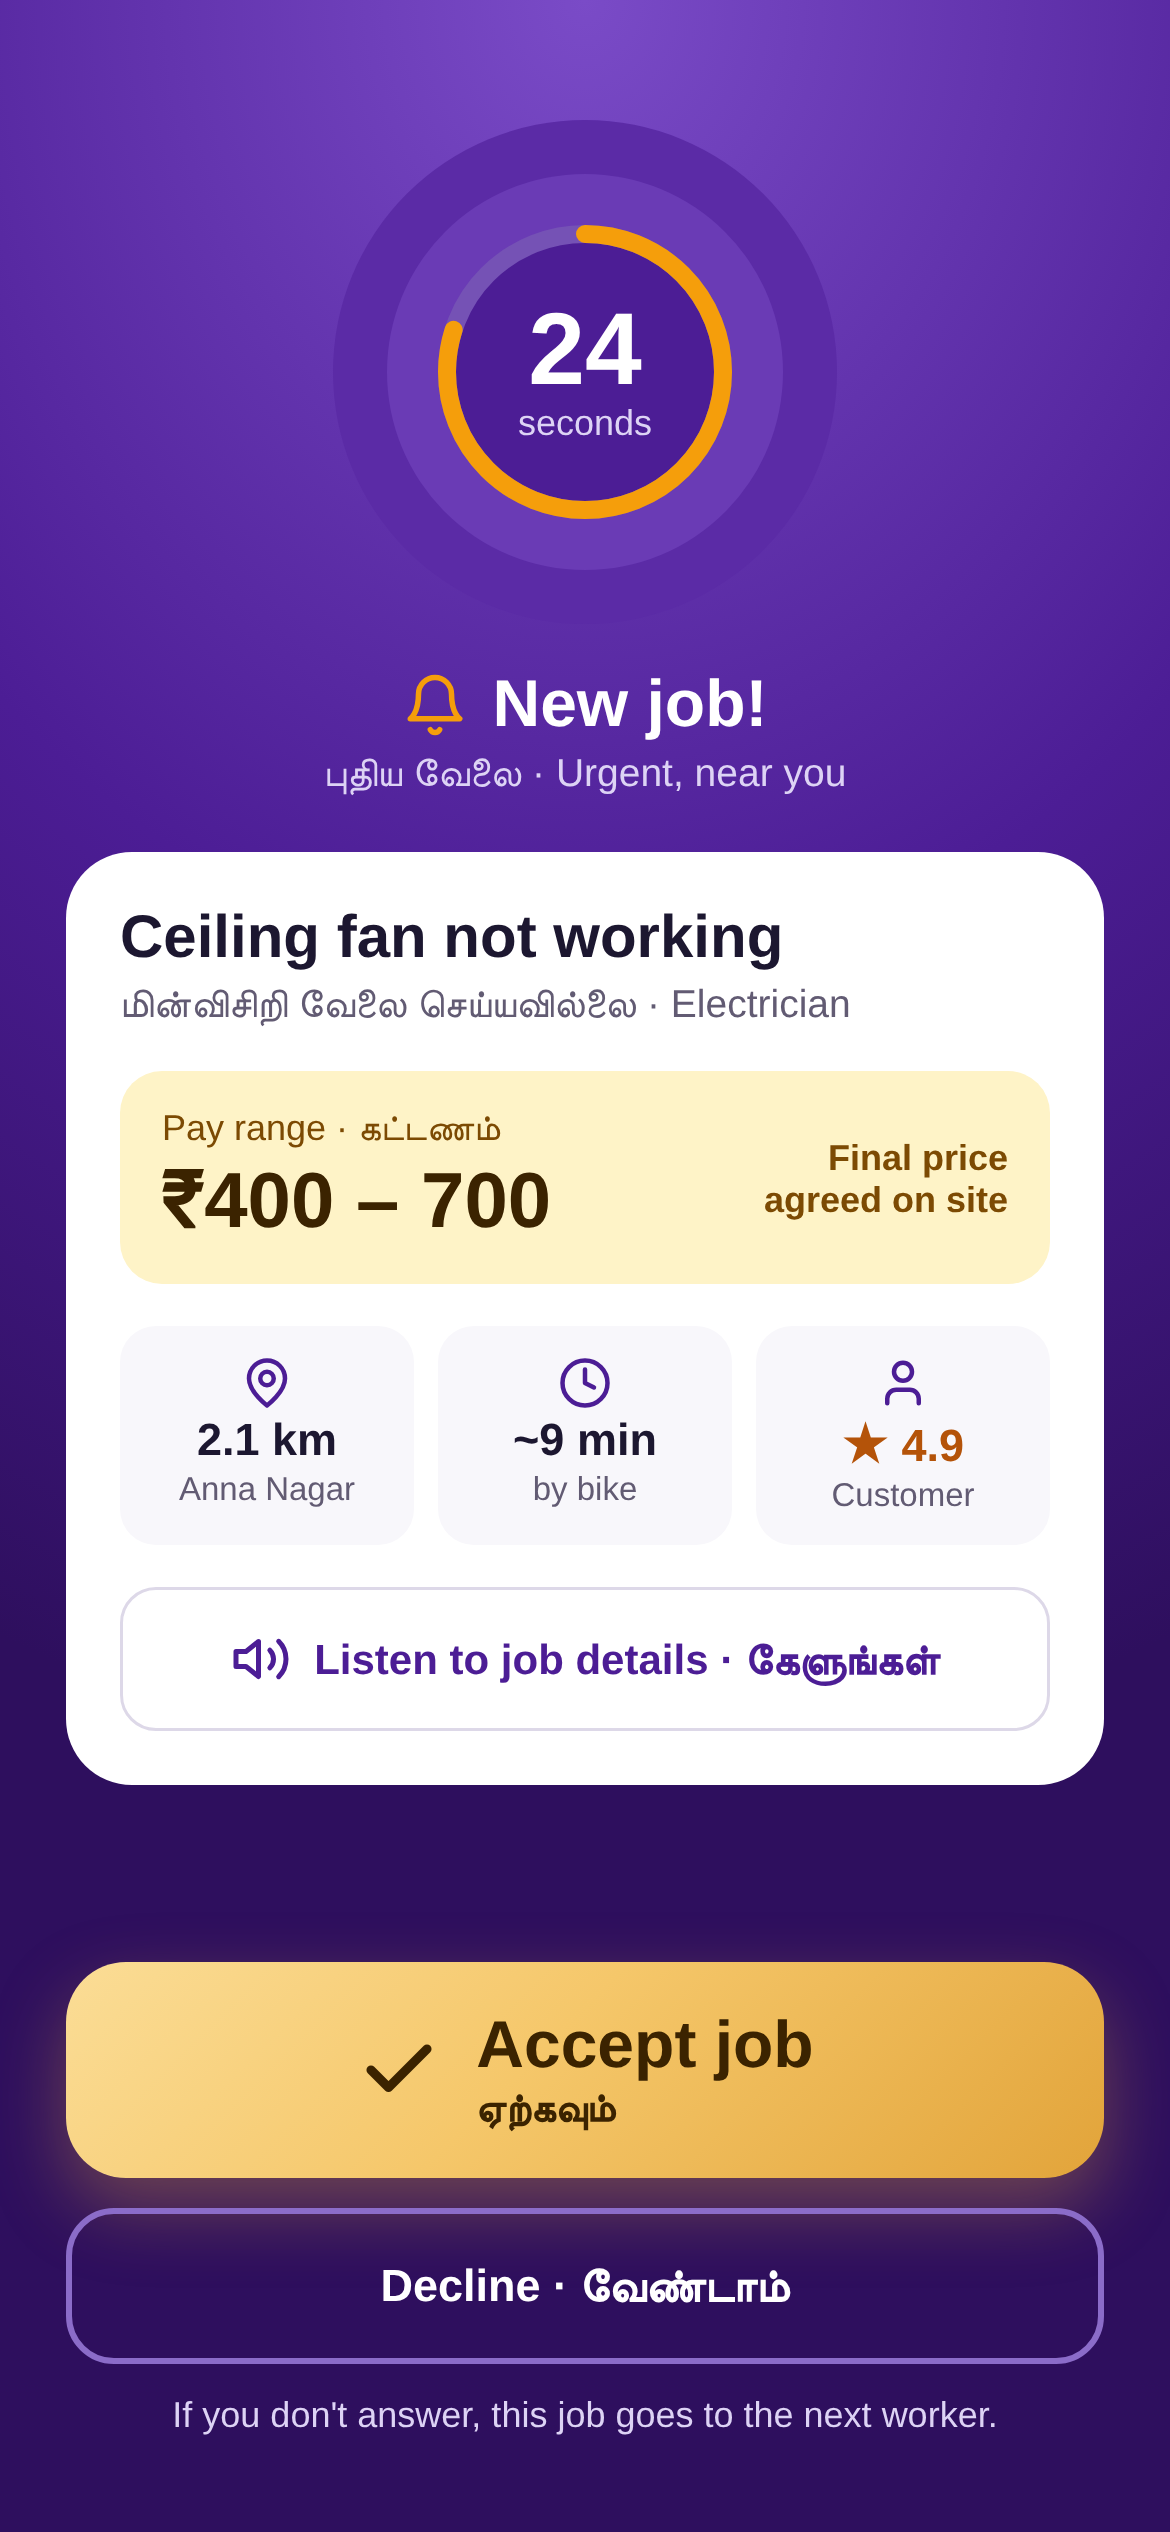 24
seconds
New job!
புதிய வேலை · Urgent, near you
Ceiling fan not working
மின்விசிறி வேலை செய்யவில்லை · Electrician
Pay range · கட்டணம்
₹400 – 700
Final price
agreed on site
2.1 km
Anna Nagar
~9 min
by bike
★ 4.9
Customer
Listen to job details · கேளுங்கள்
Accept job
ஏற்கவும்
Decline · வேண்டாம்
If you don't answer, this job goes to the next worker.